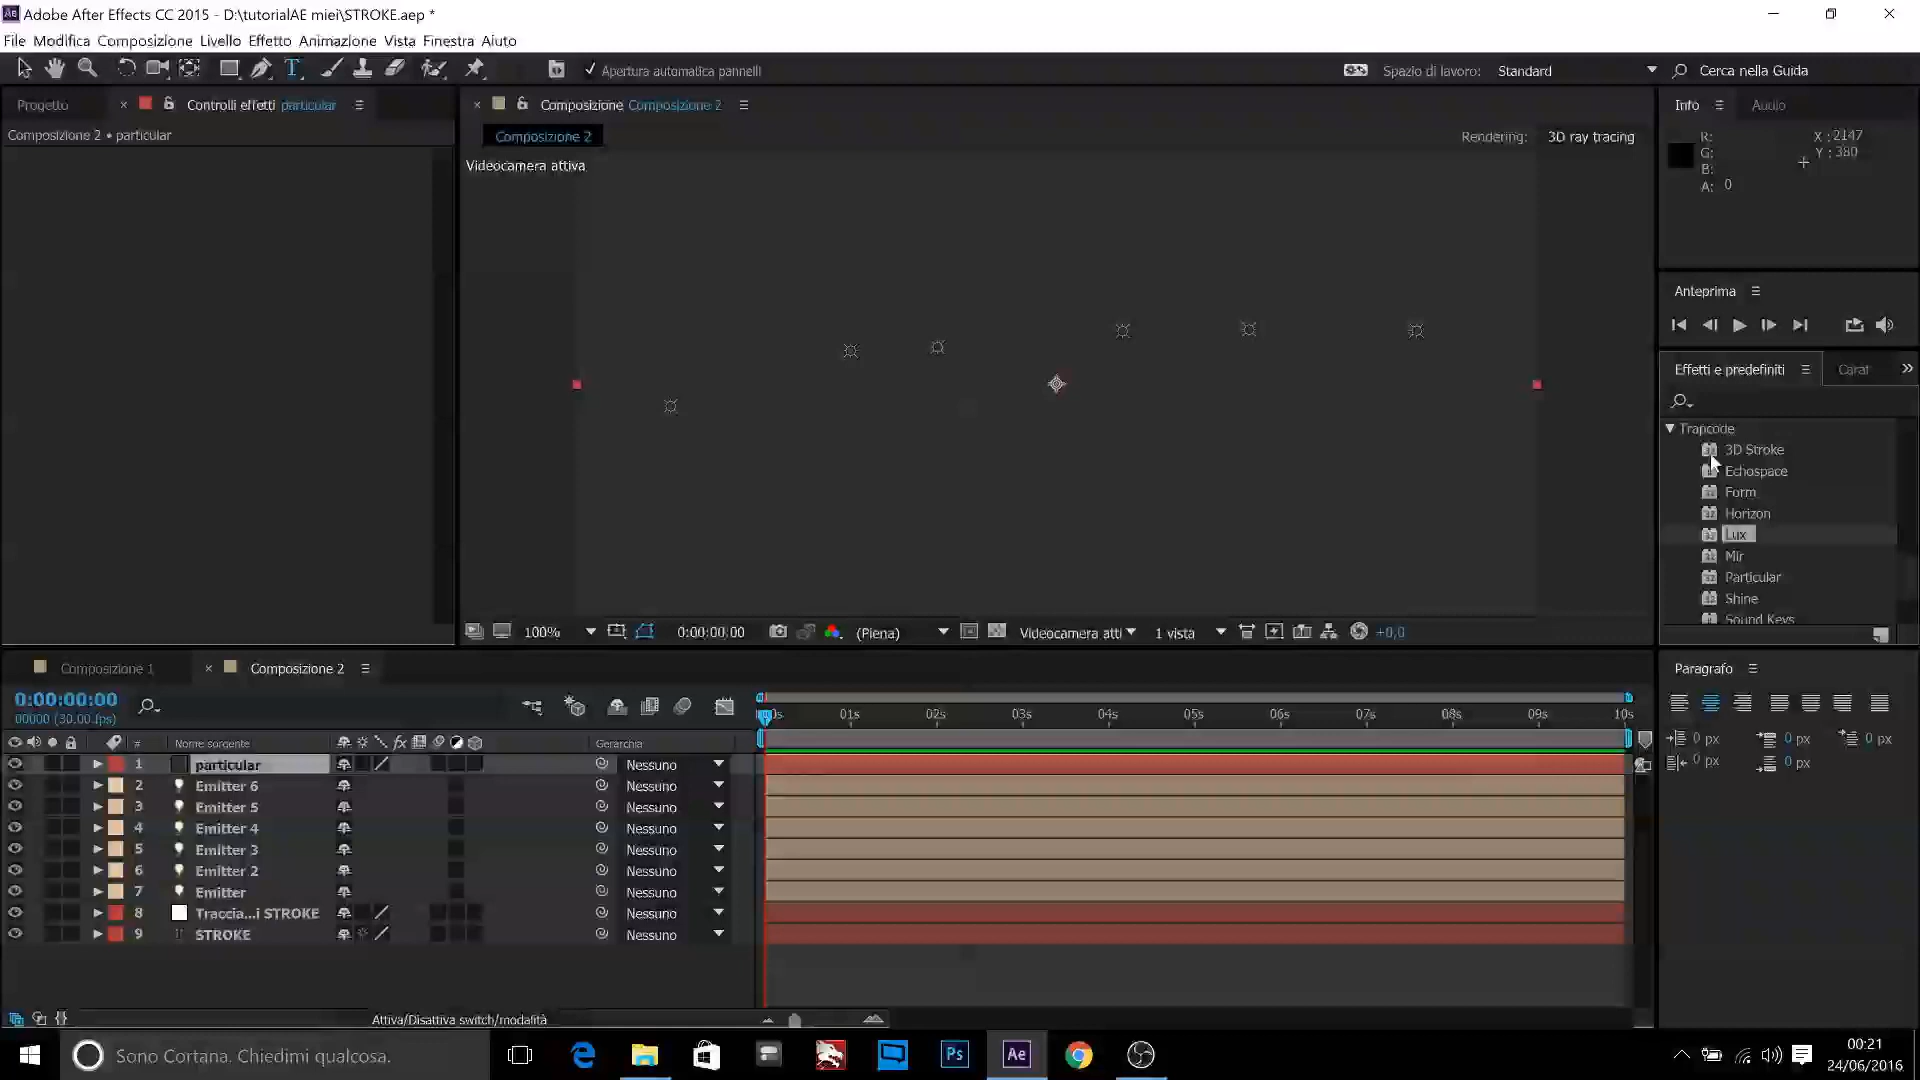 Adobe After Effects CC 2015 - D:\tutorialAE miei\STROKE.aep *
File Modifica Composizione Livello Effetto Animazione Vista Finestra Aiuto
Apertura automatica pannelli
Spazio di lavoro: Standard
Cerca nella Guida
Progetto
Controlli effetti particular
Composizione 2 • particular
Composizione Composizione 2
Composizione 2
Rendering: 3D ray tracing
Videocamera attiva
Info Audio
R:
G:
B:
A: 0
X : 2147
Y : 380
Anteprima
Effetti e predefiniti Carat
Trapcode
3D Stroke
Echospace
Form
Horizon
Lux
Mir
Particular
Shine
Sound Keys
100% 0:00:00:00 (Piena) Videocamera atti 1 vista +0,0
Composizione 1 Composizione 2
0:00:00:00
00000 (30.00 fps)
0s 01s 02s 03s 04s 05s 06s 07s 08s 09s 10s
# Nome sorgente fx Gerarchia
1 particular Nessuno
2 Emitter 6 Nessuno
3 Emitter 5 Nessuno
4 Emitter 4 Nessuno
5 Emitter 3 Nessuno
6 Emitter 2 Nessuno
7 Emitter Nessuno
8 Traccia...i STROKE Nessuno
9 STROKE Nessuno
Attiva/Disattiva switch/modalità
Paragrafo
0 px 0 px 0 px
0 px 0 px
Sono Cortana. Chiedimi qualcosa.
Ps Ae
00:21
24/06/2016